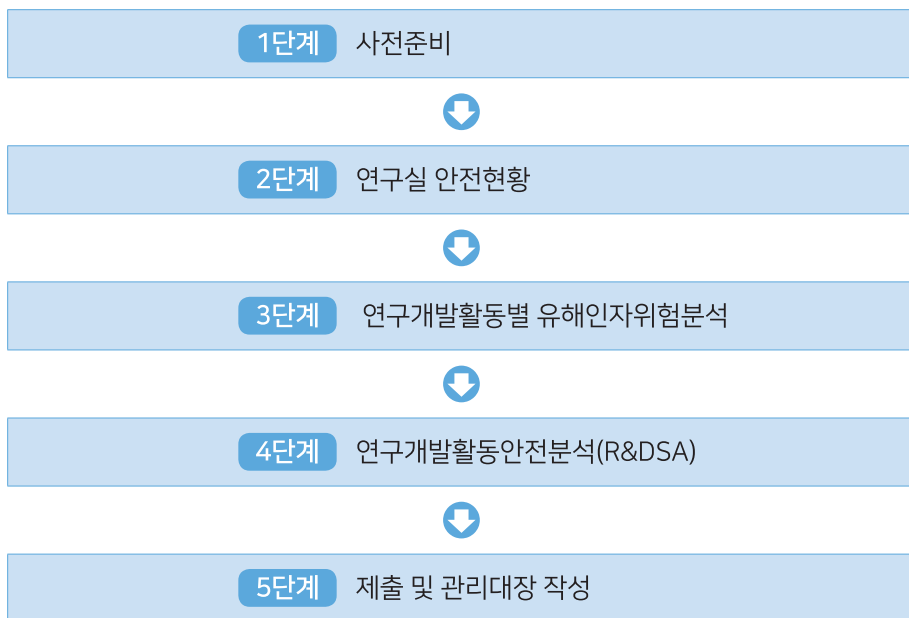 1단계 사전준비
2단계 연구실 안전현황
3단계 연구개발활동별 유해인자위험분석
4단계 연구개발활동안전분석(R&DSA)
5단계 제출 및 관리대장 작성